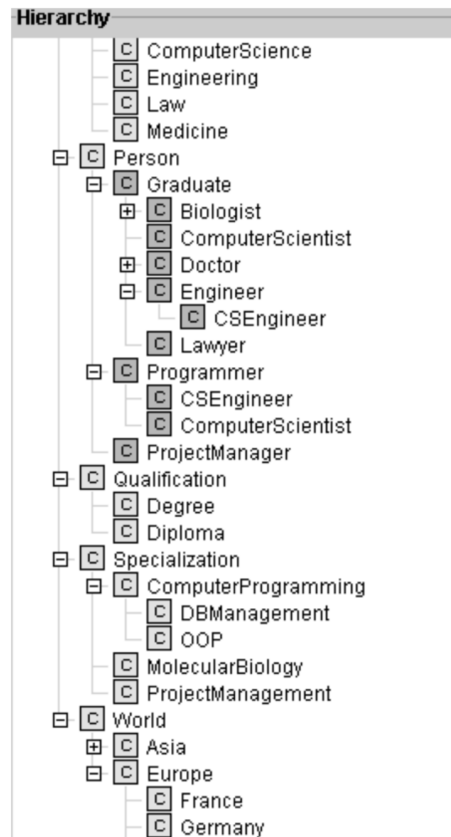 Hierarchy
C ComputerScience
C Engineering
C Law
C Medicine
C Person
C Graduate
C Biologist
C ComputerScientist
C Doctor
C Engineer
C CSEngineer
C Lawyer
C Programmer
C CSEngineer
C ComputerScientist
C ProjectManager
C Qualification
C Degree
C Diploma
C Specialization
C ComputerProgramming
C DBManagement
C OOP
C MolecularBiology
C ProjectManagement
C World
C Asia
C Europe
C France
C Germany